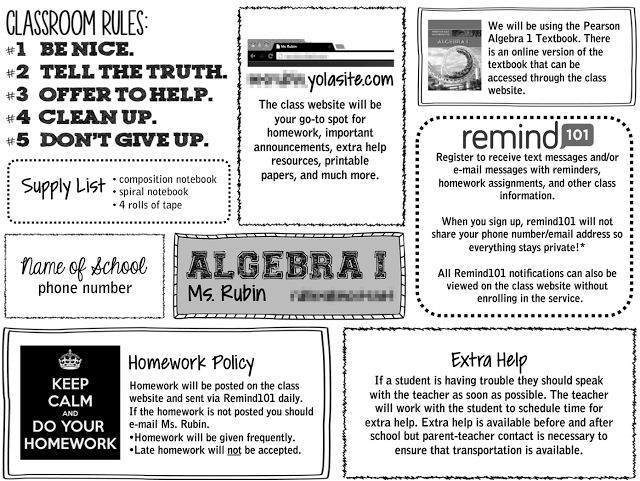 CLASSROOM RULES:
#1 BE NICE.
#2 TELL THE TRUTH.
#3 OFFER TO HELP.
#4 CLEAN UP.
#5 DON'T GIVE UP.
Supply List
• composition notebook
• spiral notebook
• 4 rolls of tape
Name of School
phone number
Ms. Rubin
yolasite.com
The class website will be
your go-to spot for
homework, important
announcements, extra help
resources, printable
papers, and much more.
ALGEBRA I
Ms. Rubin
ALGEBRA 1
We will be using the Pearson
Algebra 1 Textbook. There
is an online version of the
textbook that can be
accessed through the class
website.
remind 101
Register to receive text messages and/or
e-mail messages with reminders,
homework assignments, and other class
information.
When you sign up, remind101 will not
share your phone number/email address so
everything stays private!*
All Remind101 notifications can also be
viewed on the class website without
enrolling in the service.
KEEP
CALM
AND
DO YOUR
HOMEWORK
Homework Policy
Homework will be posted on the class
website and sent via Remind101 daily.
If the homework is not posted you should
e-mail Ms. Rubin.
•Homework will be given frequently.
•Late homework will not be accepted.
Extra Help
If a student is having trouble they should speak
with the teacher as soon as possible. The teacher
will work with the student to schedule time for
extra help. Extra help is available before and after
school but parent-teacher contact is necessary to
ensure that transportation is available.